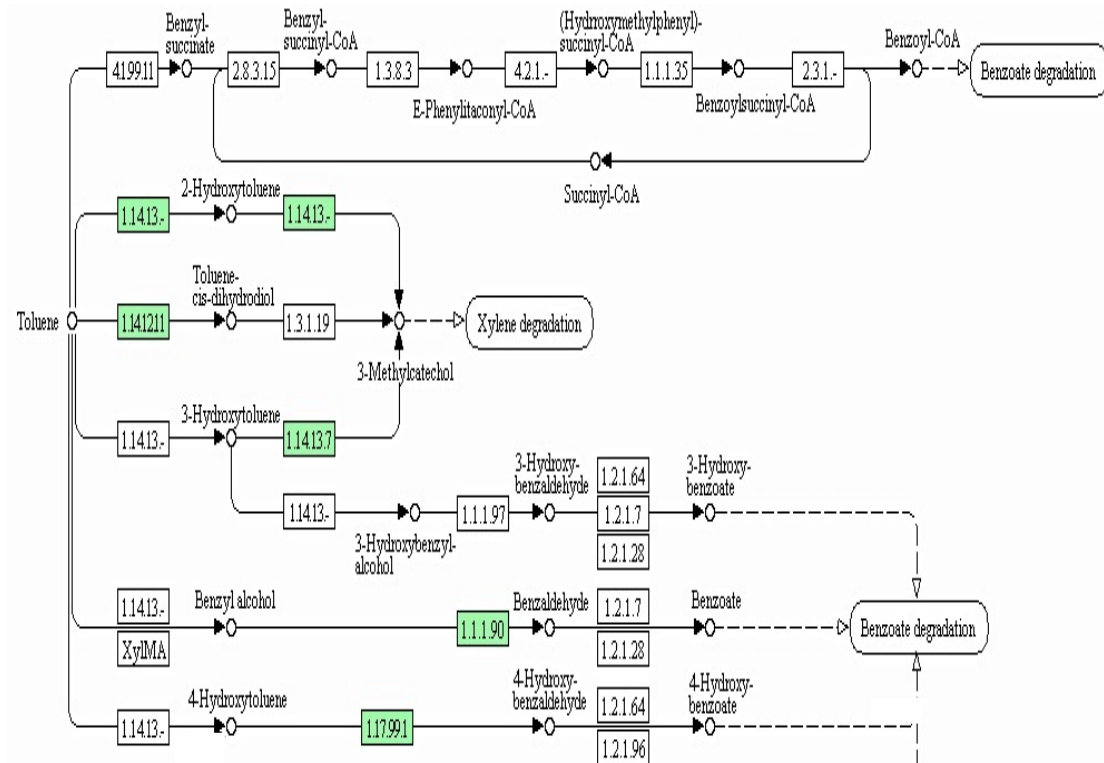 Benzyl-
succinate
Benzyl-
succinyl-CoA
(Hydroxymethylphenyl)-
succinyl-CoA
Benzoyl-CoA
4.1.99.11
2.8.3.15
1.3.8.3
4.2.1.-
1.1.1.35
2.3.1.-
Benzoate degradation
E-Phenylitaconyl-CoA
Benzoylsuccinyl-CoA
Succinyl-CoA
2-Hydroxytoluene
1.14.13.-
1.14.13.-
Toluene-
cis-dihydrodiol
Toluene
1.14.12.11
1.3.1.19
Xylene degradation
3-Methylcatechol
3-Hydroxytoluene
1.14.13.-
1.14.13.7
3-Hydroxy-
benzaldehyde
1.2.1.64
3-Hydroxy-
benzoate
1.14.13.-
1.1.1.97
1.2.1.7
3-Hydroxybenzyl-
alcohol
1.2.1.28
1.14.13.-
Benzyl alcohol
Benzaldehyde
1.2.1.7
Benzoate
XylMA
1.1.1.90
1.2.1.28
Benzoate degradation
4-Hydroxytoluene
4-Hydroxy-
benzaldehyde
1.2.1.64
4-Hydroxy-
benzoate
1.14.13.-
1.17.99.1
1.2.1.96